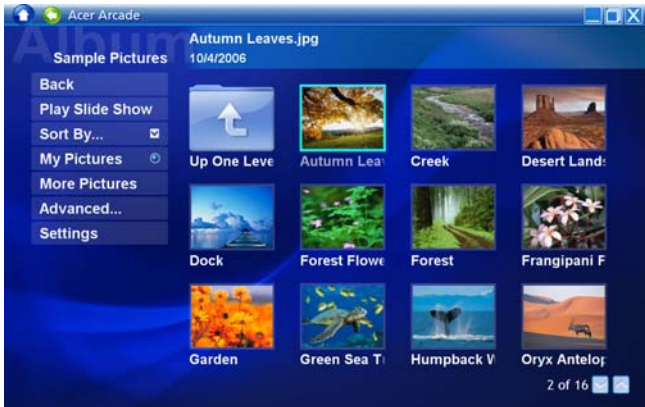 Acer Arcade
Album
Sample Pictures
Autumn Leaves.jpg
10/4/2006
Back
Play Slide Show
Sort By...
My Pictures
More Pictures
Advanced...
Settings
Up One Leve
Autumn Lea
Creek
Desert Lands
Dock
Forest Flowe
Forest
Frangipani F
Garden
Green Sea T
Humpback W
Oryx Antelop
2 of 16